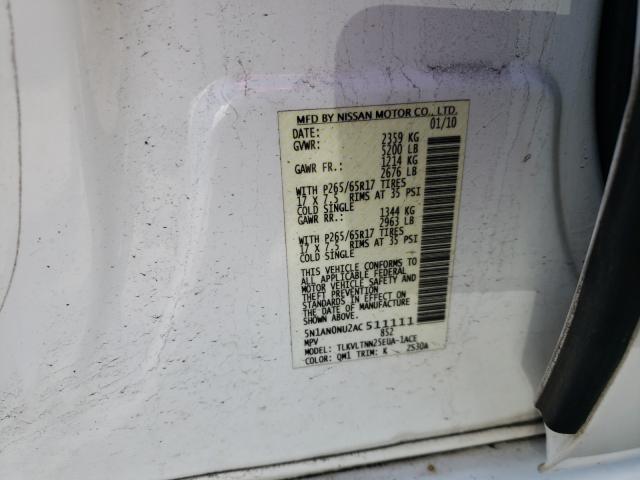 MFD BY NISSAN MOTOR CO., LTD.
DATE: 01/10
GVWR: 2359 KG
5200 LB
GAWR FR.: 1214 KG
2676 LB
WITH P265/65R17 TIRES
17 X 7.5 RIMS AT 35 PSI
COLD SINGLE
GAWR RR.: 1344 KG
2963 LB
WITH P265/65R17 TIRES
17 X 7.5 RIMS AT 35 PSI
COLD SINGLE
THIS VEHICLE CONFORMS TO
ALL APPLICABLE FEDERAL
MOTOR VEHICLE SAFETY AND
THEFT PREVENTION
STANDARDS IN EFFECT ON
THE DATE OF MANUFACTURE
SHOWN ABOVE.
5N1AN0NU2AC 511111
MPV 852
MODEL: TLKVLTNN25EUA-1ACE
COLOR: QM1 TRIM: K 2530A